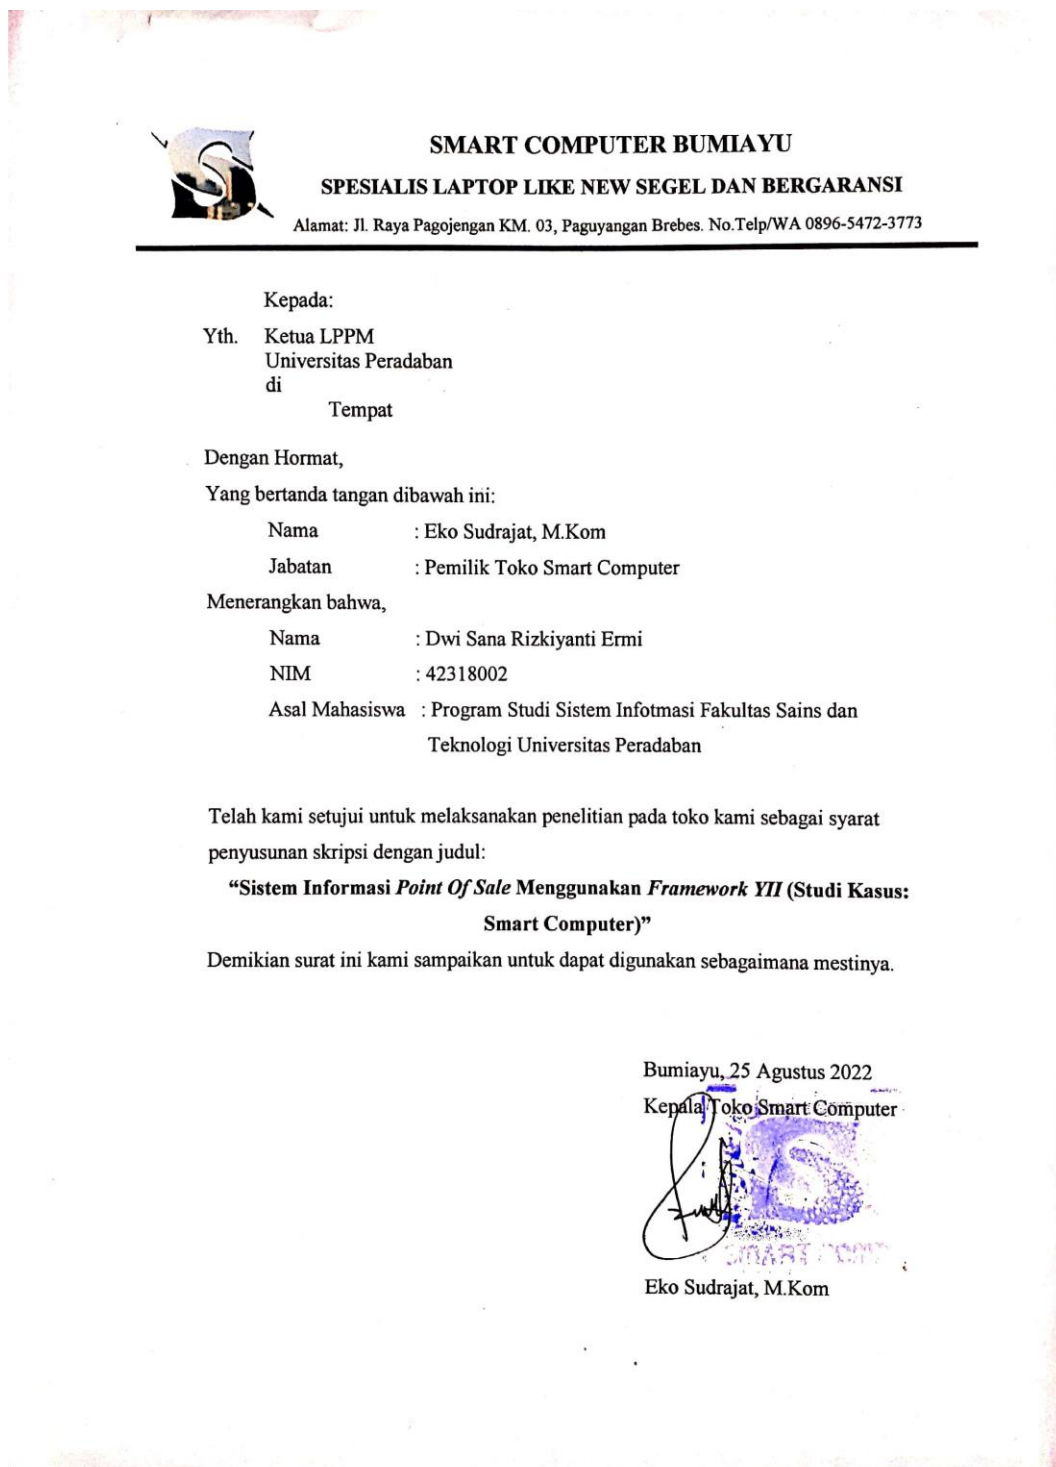 SMART COMPUTER BUMIAYU
SPESIALIS LAPTOP LIKE NEW SEGEL DAN BERGARANSI
Alamat: Jl. Raya Pagojengan KM. 03, Paguyangan Brebes. No.Telp/WA 0896-5472-3773
Kepada:
Yth. Ketua LPPM
Universitas Peradaban
di
Tempat
Dengan Hormat,
Yang bertanda tangan dibawah ini:
Nama : Eko Sudrajat, M.Kom
Jabatan : Pemilik Toko Smart Computer
Menerangkan bahwa,
Nama : Dwi Sana Rizkiyanti Ermi
NIM : 42318002
Asal Mahasiswa : Program Studi Sistem Infotmasi Fakultas Sains dan
Teknologi Universitas Peradaban
Telah kami setujui untuk melaksanakan penelitian pada toko kami sebagai syarat
penyusunan skripsi dengan judul:
“Sistem Informasi Point Of Sale Menggunakan Framework YII (Studi Kasus:
Smart Computer)”
Demikian surat ini kami sampaikan untuk dapat digunakan sebagaimana mestinya.
Bumiayu, 25 Agustus 2022
Kepala Toko Smart Computer
SMART
Eko Sudrajat, M.Kom